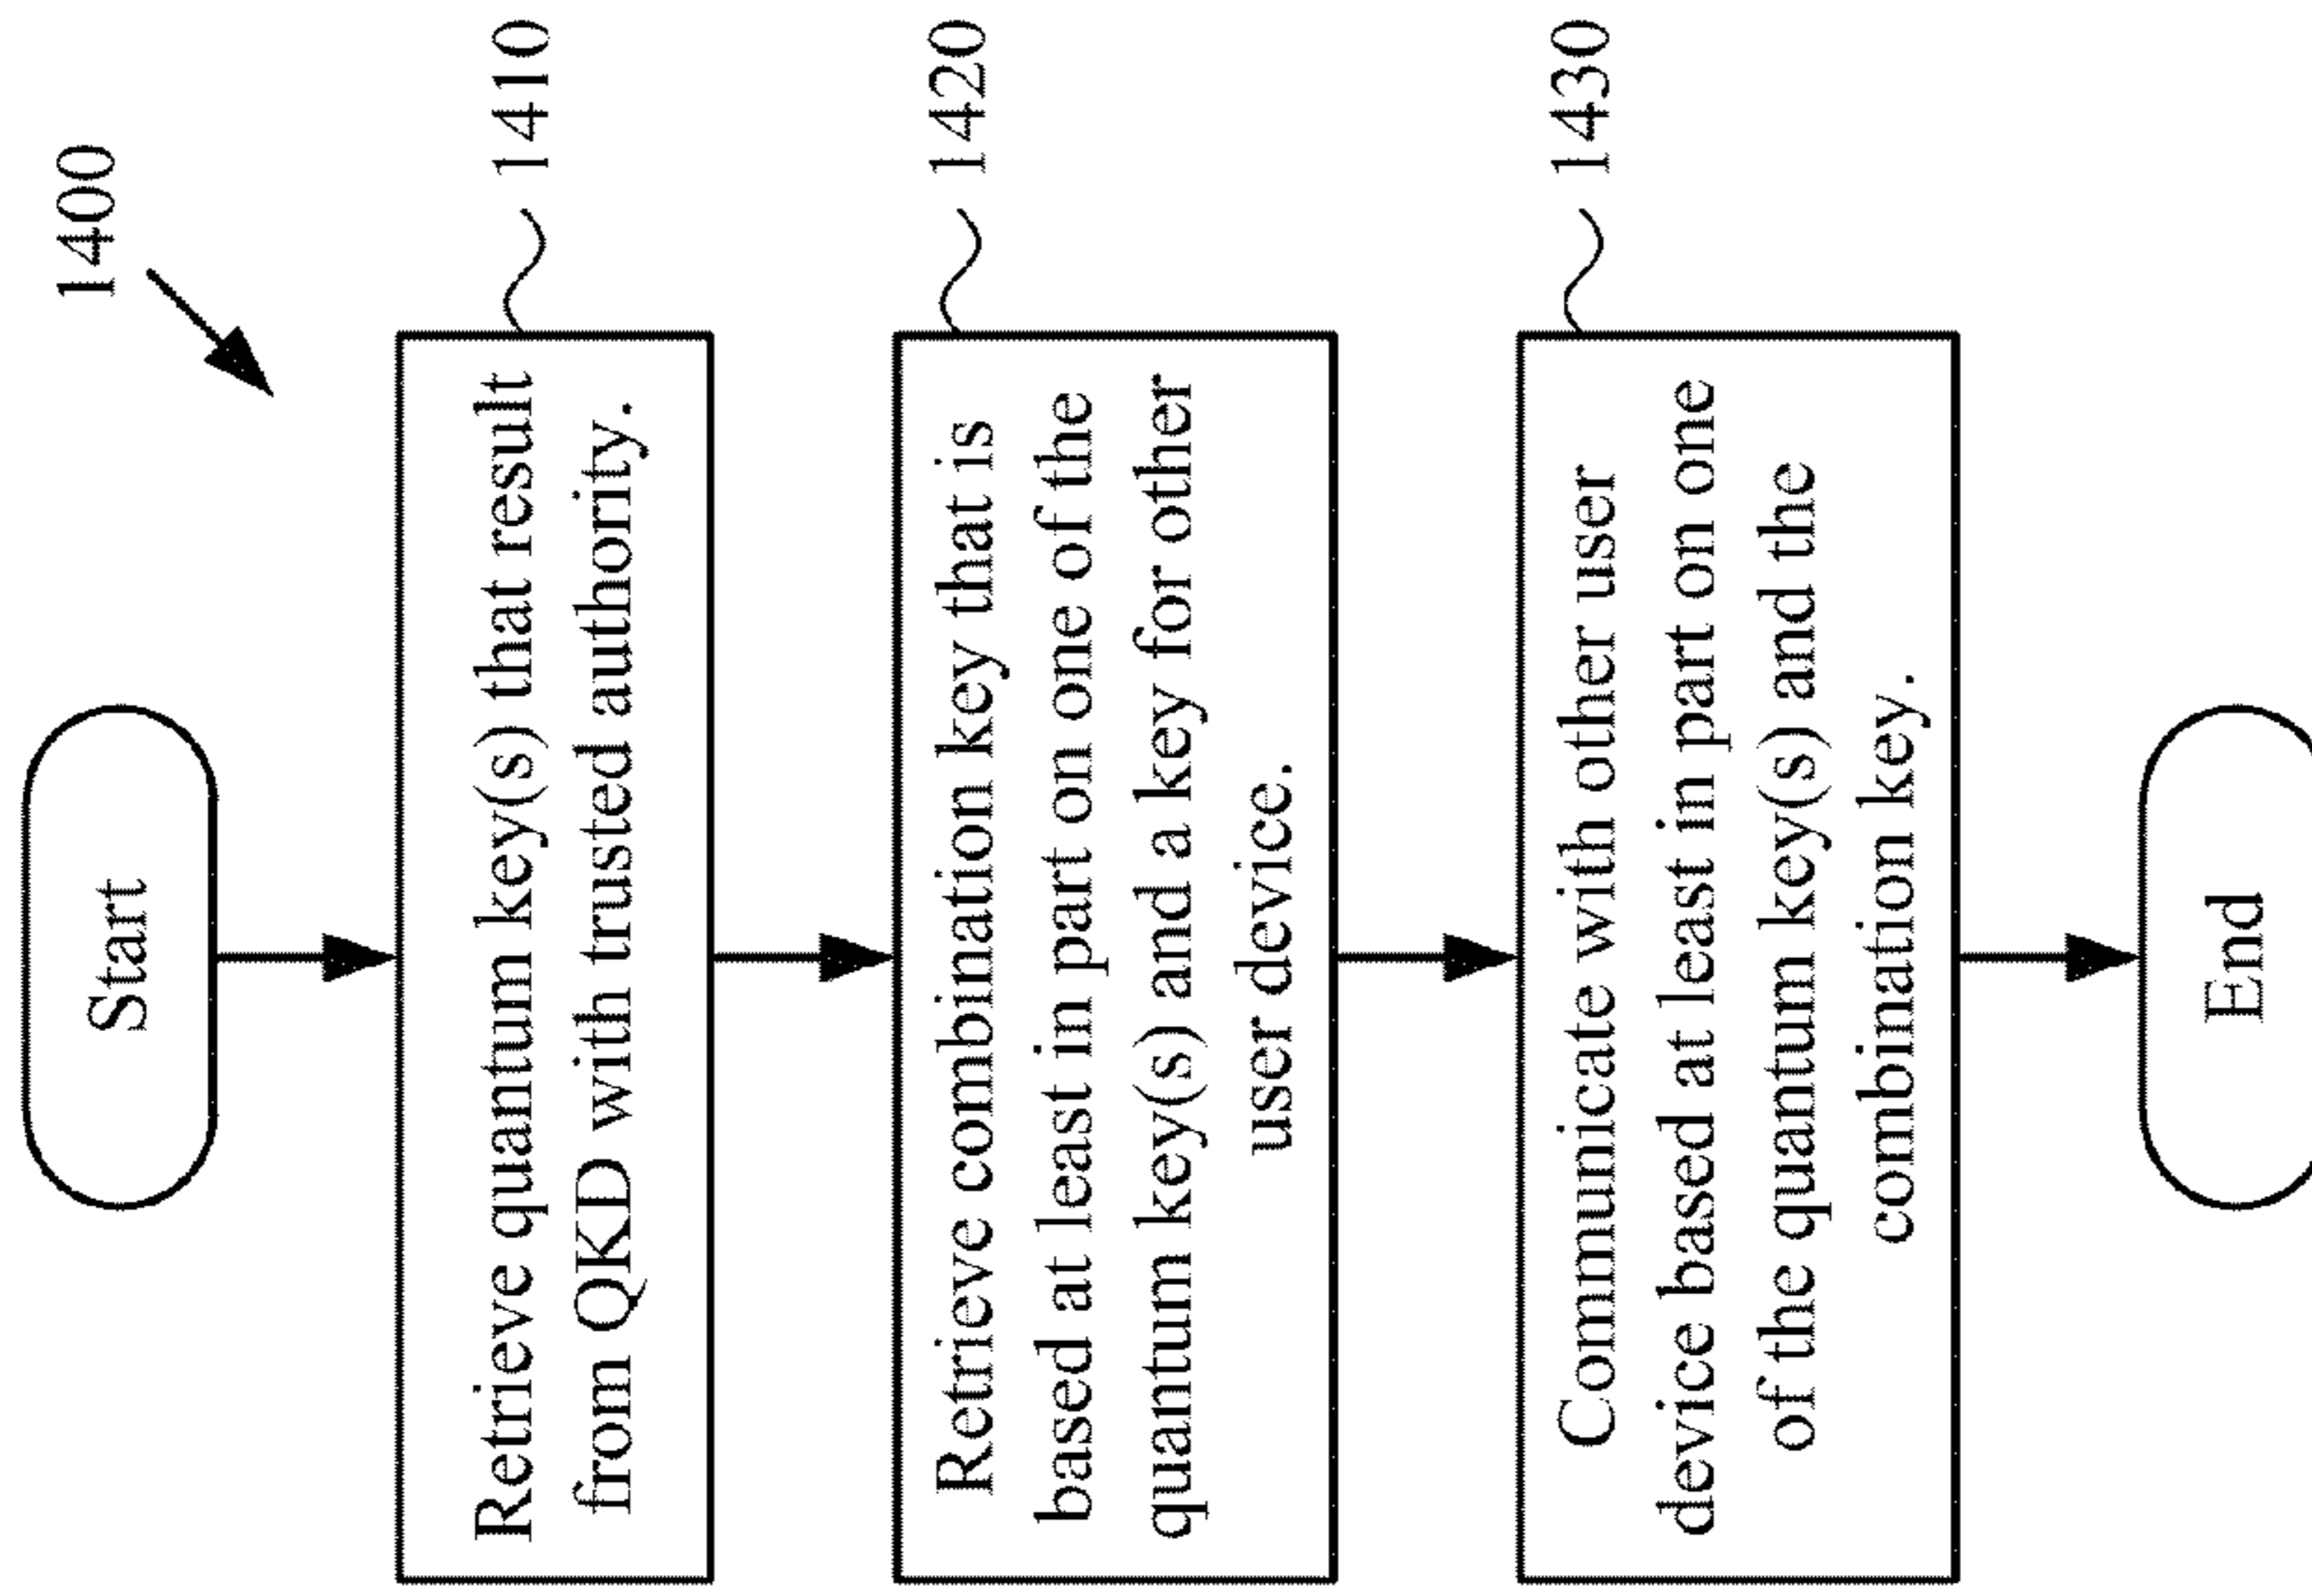 1400
Start
Retrieve quantum key(s) that result
from QKD with trusted authority.
1410
Retrieve combination key that is
based at least in part on one of the
quantum key(s) and a key for other
user device.
1420
Communicate with other user
device based at least in part on one
of the quantum key(s) and the
combination key.
1430
End